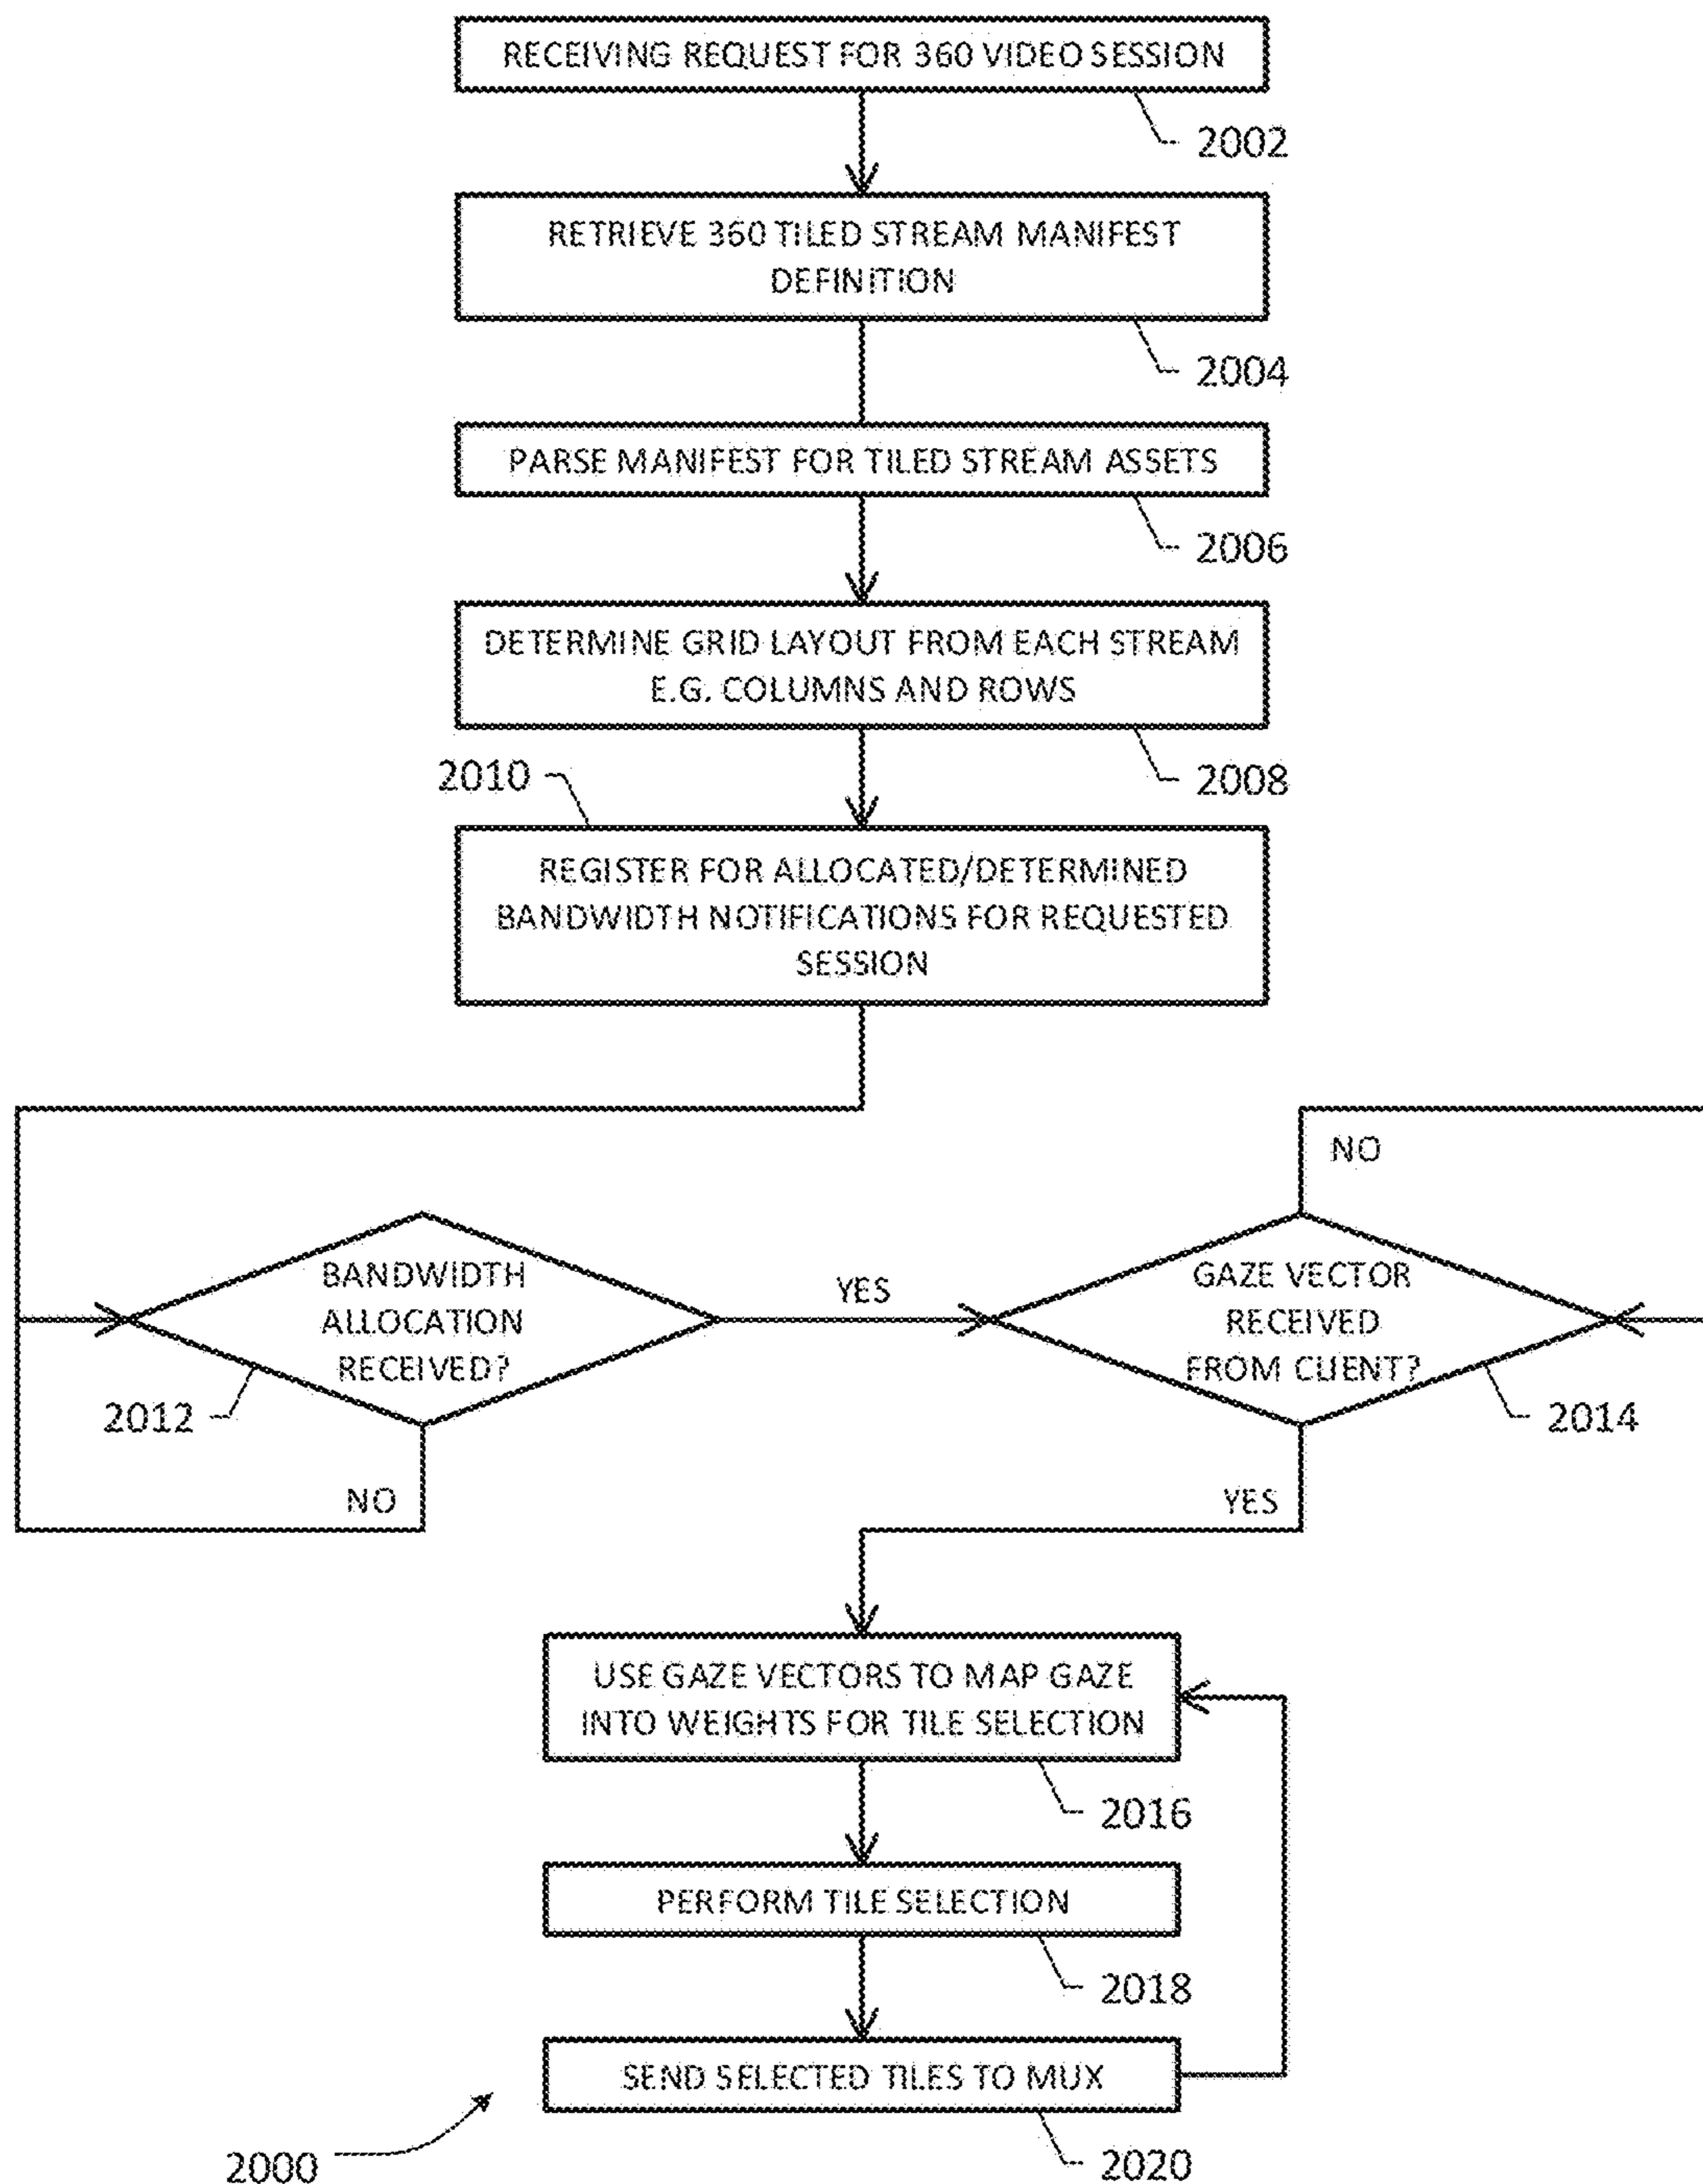 RECEIVING REQUEST FOR 360 VIDEO SESSION
2002
RETRIEVE 360 TILED STREAM MANIFEST
DEFINITION
2004
PARSE MANIFEST FOR TILED STREAM ASSETS
2006
DETERMINE GRID LAYOUT FROM EACH STREAM
E.G. COLUMNS AND ROWS
2008
2010
REGISTER FOR ALLOCATED/DETERMINED
BANDWIDTH NOTIFICATIONS FOR REQUESTED
SESSION
BANDWIDTH
ALLOCATION
RECEIVED?
2012
NO
YES
NO
GAZE VECTOR
RECEIVED
FROM CLIENT?
2014
YES
USE GAZE VECTORS TO MAP GAZE
INTO WEIGHTS FOR TILE SELECTION
2016
PERFORM TILE SELECTION
2018
SEND SELECTED TILES TO MUX
2020
2000